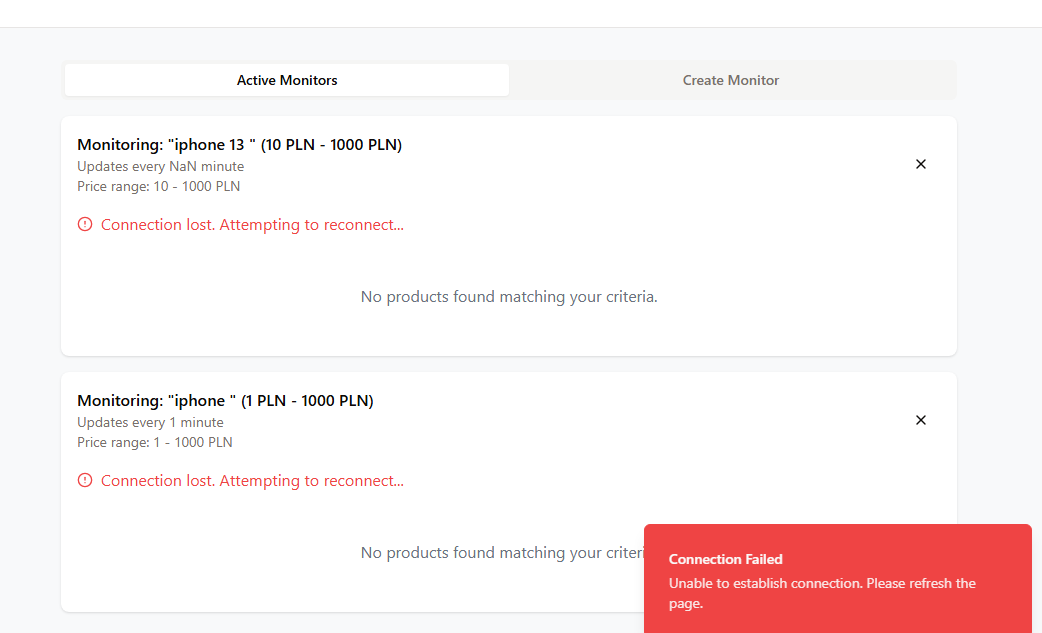 Active Monitors
Create Monitor
Monitoring: "iphone 13 " (10 PLN - 1000 PLN)
Updates every NaN minute
Price range: 10 - 1000 PLN
Connection lost. Attempting to reconnect...
No products found matching your criteria.
Monitoring: "iphone " (1 PLN - 1000 PLN)
Updates every 1 minute
Price range: 1 - 1000 PLN
Connection lost. Attempting to reconnect...
No products found matching your criteri
Connection Failed
Unable to establish connection. Please refresh the
page.